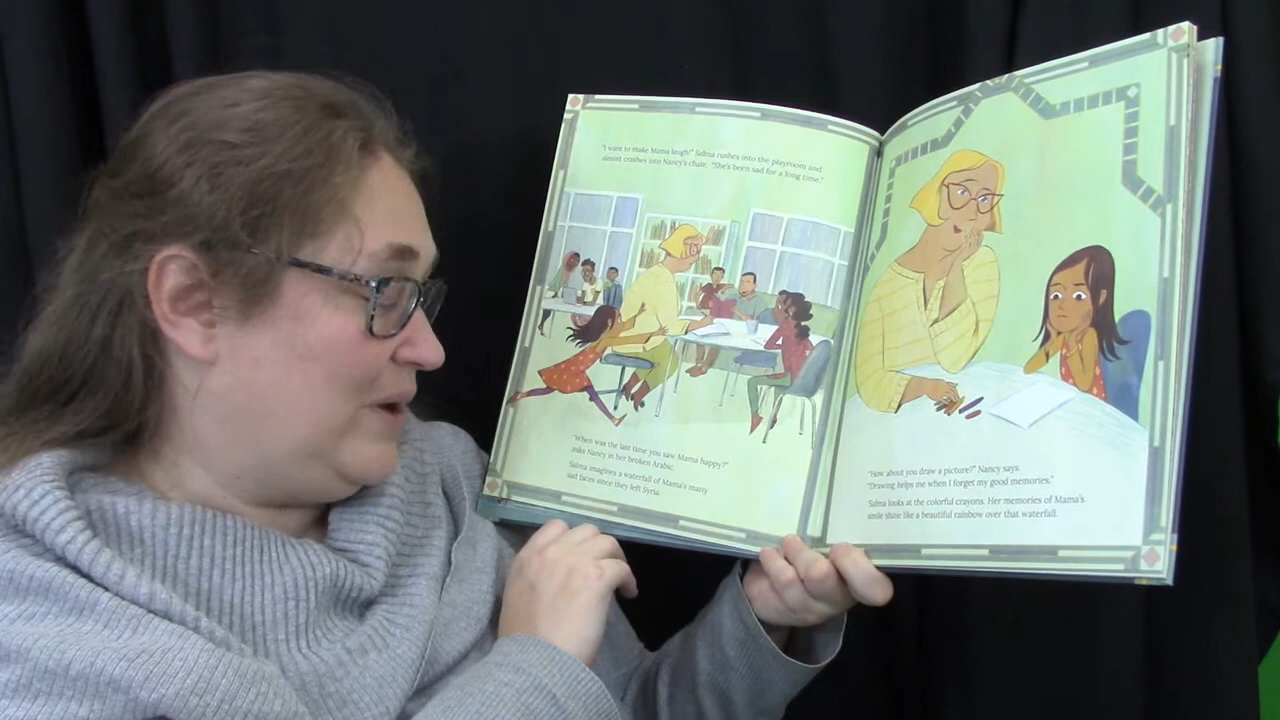 "I want to make Mama laugh!" Salma rushes into the playroom and
almost crashes into Nancy's chair. "She's been sad for a long time."
"When was the last time you saw Mama happy?"
asks Nancy in her broken Arabic.
Salma imagines a waterfall of Mama's many
sad faces since they left Syria.
"How about you draw a picture?" Nancy says.
"Drawing helps me when I forget my good memories."
Salma looks at the colorful crayons. Her memories of Mama's
smile shine like a beautiful rainbow over that waterfall.